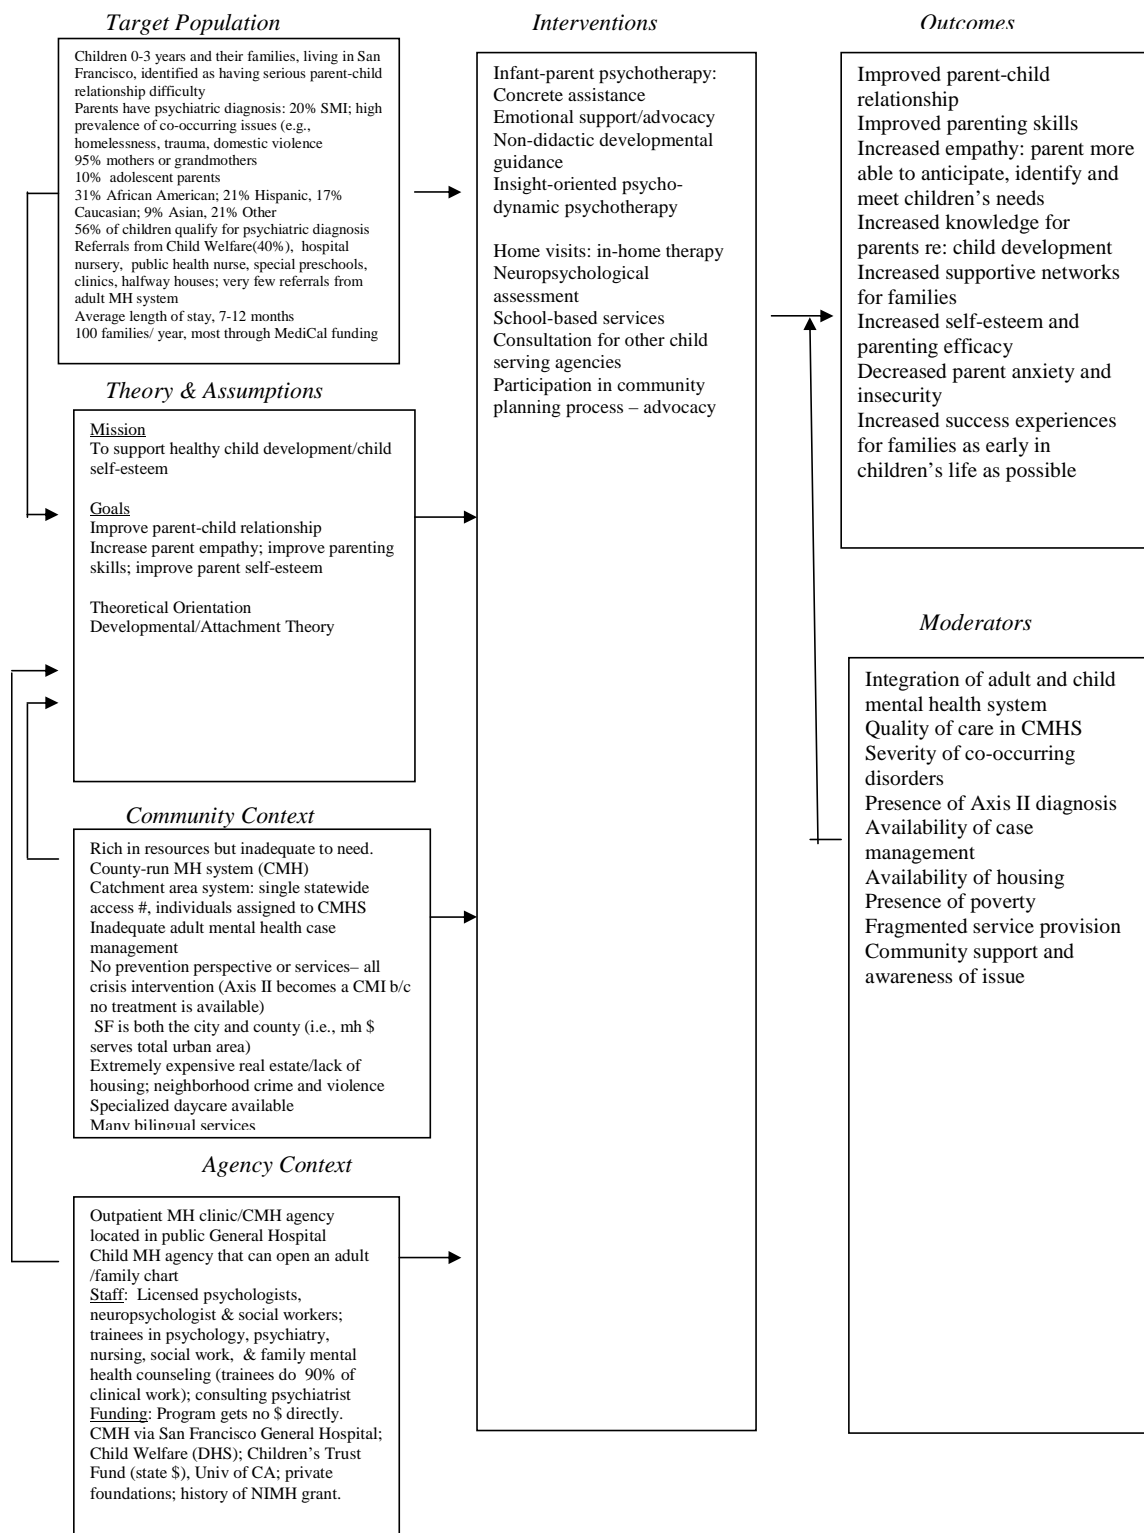 Target Population
Children 0-3 years and their families, living in San
Francisco, identified as having serious parent-child
relationship difficulty
Parents have psychiatric diagnosis: 20% SMI; high
prevalence of co-occurring issues (e.g.,
homelessness, trauma, domestic violence
95% mothers or grandmothers
10%  adolescent parents
31% African American; 21% Hispanic, 17%
Caucasian; 9% Asian, 21% Other
56% of children qualify for psychiatric diagnosis
Referrals from Child Welfare(40%),  hospital
nursery,  public health nurse, special preschools,
clinics, halfway houses; very few referrals from
adult MH system
Average length of stay, 7-12 months
100 families/ year, most through MediCal funding
Theory & Assumptions
Mission
To support healthy child development/child
self-esteem
Goals
Improve parent-child relationship
Increase parent empathy; improve parenting
skills; improve parent self-esteem
Theoretical Orientation
Developmental/Attachment Theory
Community Context
Rich in resources but inadequate to need.
County-run MH system (CMH)
Catchment area system: single statewide
access #, individuals assigned to CMHS
Inadequate adult mental health case
management
No prevention perspective or services– all
crisis intervention (Axis II becomes a CMI b/c
no treatment is available)
SF is both the city and county (i.e., mh $
serves total urban area)
Extremely expensive real estate/lack of
housing; neighborhood crime and violence
Specialized daycare available
Many bilingual services
Agency Context
Outpatient MH clinic/CMH agency
located in public General Hospital
Child MH agency that can open an adult
/family chart
Staff:  Licensed psychologists,
neuropsychologist & social workers;
trainees in psychology, psychiatry,
nursing, social work,  & family mental
health counseling (trainees do  90% of
clinical work); consulting psychiatrist
Funding: Program gets no $ directly.
CMH via San Francisco General Hospital;
Child Welfare (DHS); Children's Trust
Fund (state $), Univ of CA; private
foundations; history of NIMH grant.
Interventions
Infant-parent psychotherapy:
Concrete assistance
Emotional support/advocacy
Non-didactic developmental
guidance
Insight-oriented psycho-
dynamic psychotherapy
Home visits: in-home therapy
Neuropsychological
assessment
School-based services
Consultation for other child
serving agencies
Participation in community
planning process – advocacy
Outcomes
Improved parent-child
relationship
Improved parenting skills
Increased empathy: parent more
able to anticipate, identify and
meet children's needs
Increased knowledge for
parents re: child development
Increased supportive networks
for families
Increased self-esteem and
parenting efficacy
Decreased parent anxiety and
insecurity
Increased success experiences
for families as early in
children's life as possible
Moderators
Integration of adult and child
mental health system
Quality of care in CMHS
Severity of co-occurring
disorders
Presence of Axis II diagnosis
Availability of case
management
Availability of housing
Presence of poverty
Fragmented service provision
Community support and
awareness of issue